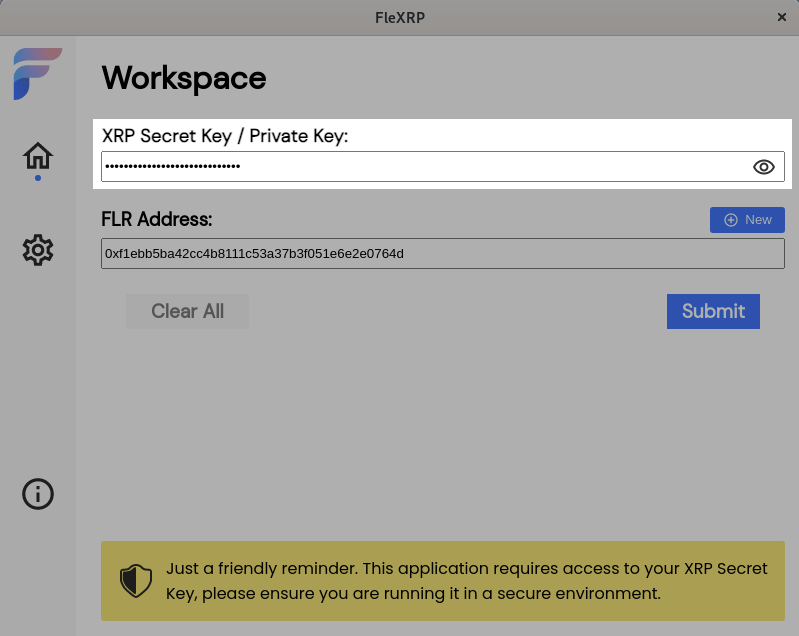 FleXRP
Workspace
XRP Secret Key / Private Key:
•••••••••••••••••••••••••••••
FLR Address:
New
0xf1ebb5ba42cc4b8111c53a37b3f051e6e2e0764d
Clear All
Submit
Just a friendly reminder. This application requires access to your XRP Secret
Key, please ensure you are running it in a secure environment.